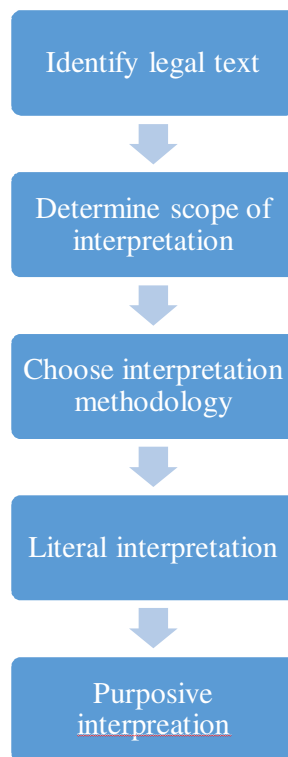 Identify legal text
Determine scope of
interpretation
Choose interpretation
methodology
Literal interpretation
Purposive
interpreation